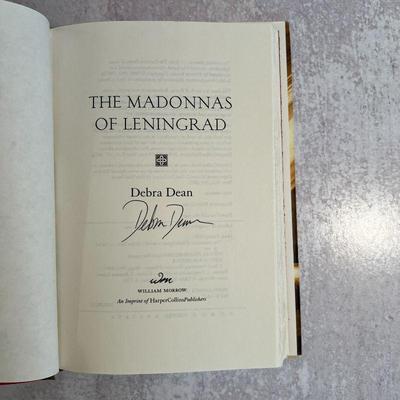 THE MADONNAS
OF LENINGRAD
Debra Dean
Debra Dean
wm
WILLIAM MORROW
An Imprint of HarperCollinsPublishers